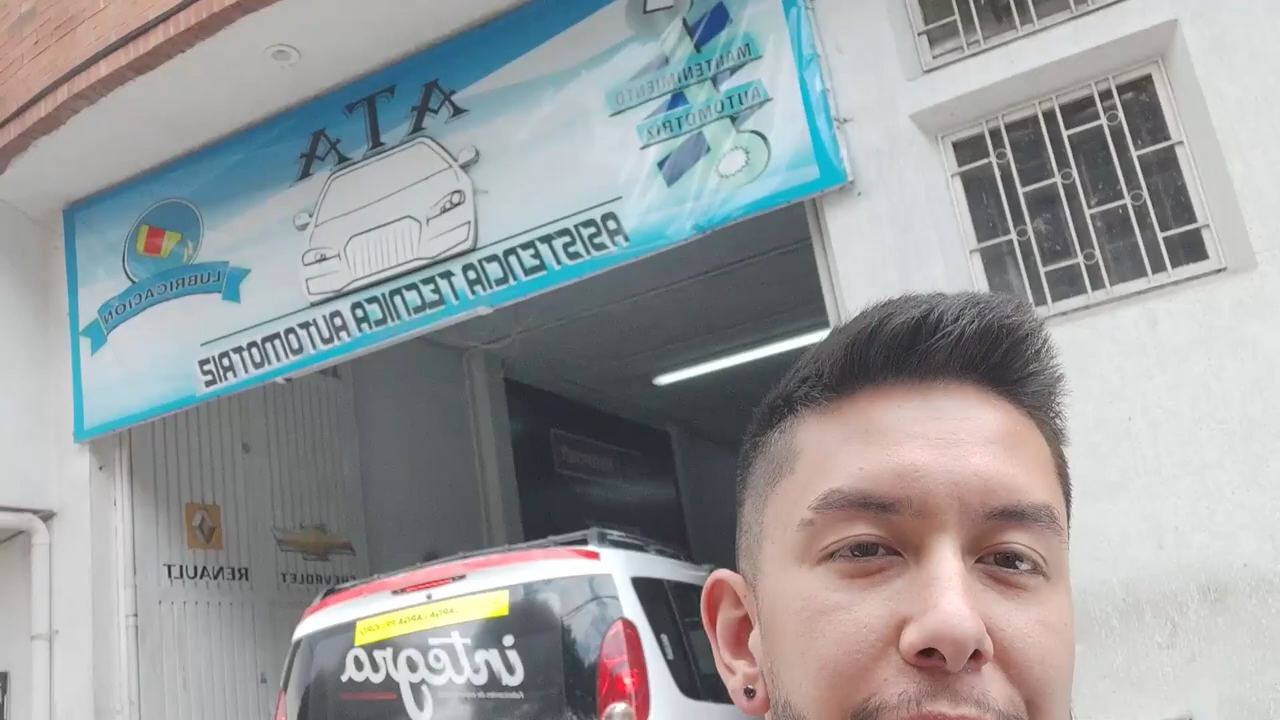 ATA
MANTENIMIENTO
AUTOMOTRIZ
LUBRICACION
ASISTENCIA TECNICA AUTOMOTRIZ
RENAULT
CHEVROLET
integra